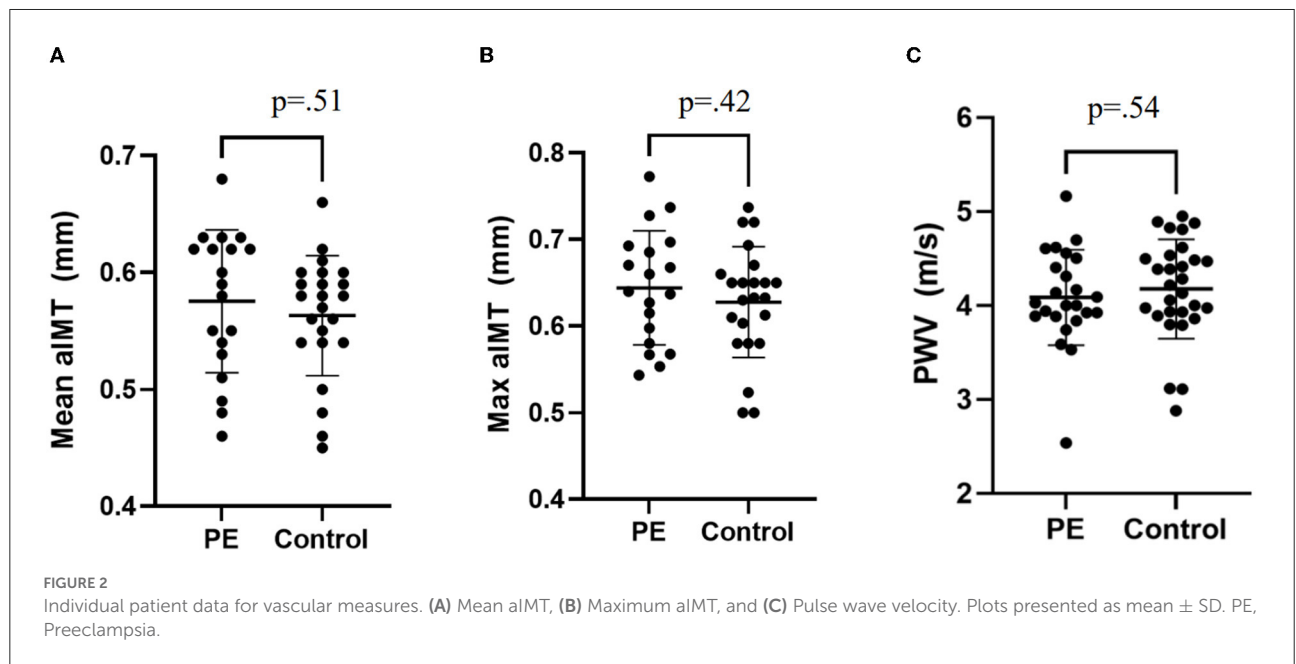 A
p=.51
Mean aIMT (mm)
0.7
0.6
0.5
0.4
PE Control
B
p=.42
Max aIMT (mm)
0.8
0.7
0.6
0.5
0.4
PE Control
C
p=.54
PWV (m/s)
6
5
4
3
2
PE Control
FIGURE 2
Individual patient data for vascular measures. (A) Mean aIMT, (B) Maximum aIMT, and (C) Pulse wave velocity. Plots presented as mean ± SD. PE,
Preeclampsia.